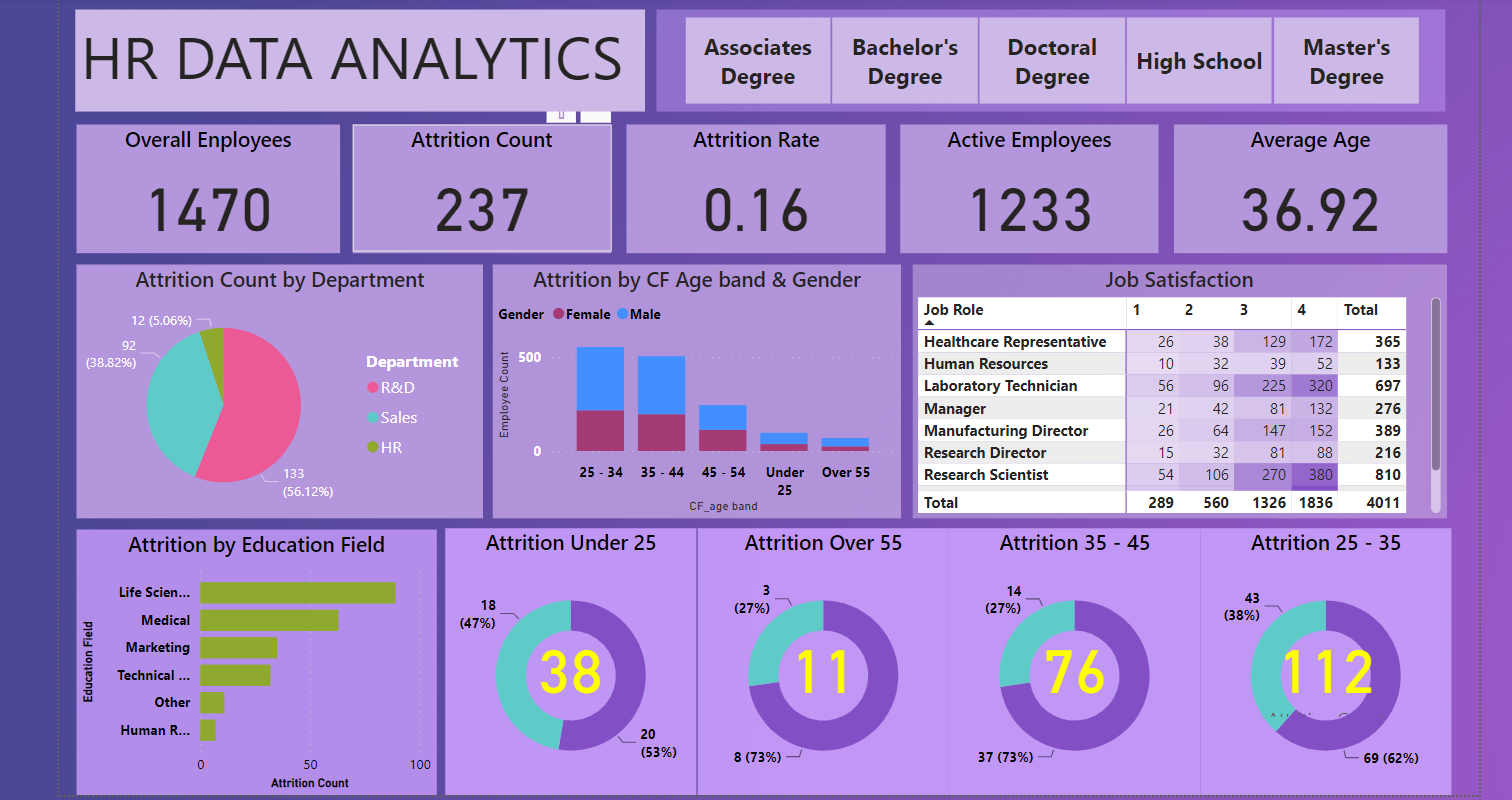 HR DATA ANALYTICS
Associates
Degree
Bachelor's
Degree
Doctoral
Degree
High School
Master's
Degree
Overall Enployees
1470
Attrition Count
237
Attrition Rate
0.16
Active Employees
1233
Average Age
36.92
Attrition Count by Department
12 (5.06%)
92
(38.82%)
133
(56.12%)
Department
R&D
Sales
HR
Attrition by CF Age band & Gender
Gender Female Male
Employee Count
500
0
25 - 34 35 - 44 45 - 54 Under 25 Over 55
CF_age band
Job Satisfaction
Job Role 1 2 3 4 Total
Healthcare Representative 26 38 129 172 365
Human Resources 10 32 39 52 133
Laboratory Technician 56 96 225 320 697
Manager 21 42 81 132 276
Manufacturing Director 26 64 147 152 389
Research Director 15 32 81 88 216
Research Scientist 54 106 270 380 810
Total 289 560 1326 1836 4011
Attrition by Education Field
Education Field
Life Scien...
Medical
Marketing
Technical ...
Other
Human R...
0 50 100
Attrition Count
Attrition Under 25
18
(47%)
38
20
(53%)
Attrition Over 55
3
(27%)
11
8 (73%)
Attrition 35 - 45
14
(27%)
76
37 (73%)
Attrition 25 - 35
43
(38%)
112
69 (62%)